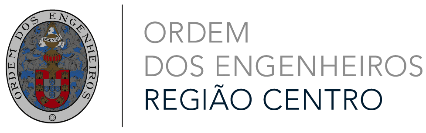 ORDEM DOS ENGENHEIROS
ORDEM
DOS ENGENHEIROS
REGIÃO CENTRO